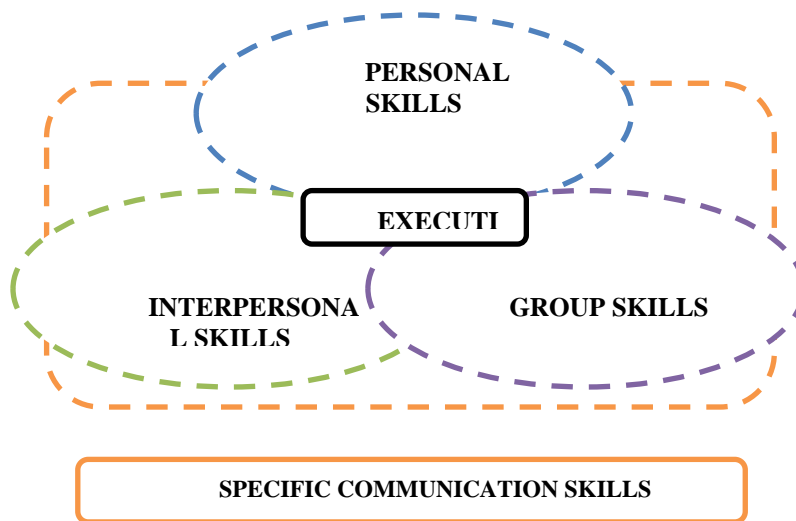 PERSONAL
SKILLS
EXECUTI
INTERPERSONA
L SKILLS
GROUP SKILLS
SPECIFIC COMMUNICATION SKILLS